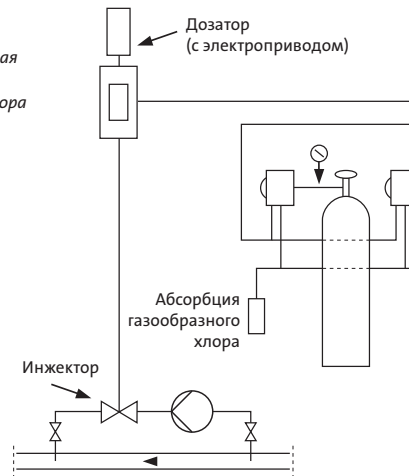 Дозатор
(с электроприводом)
Абсорбция
газообразного
хлора
Инжектор